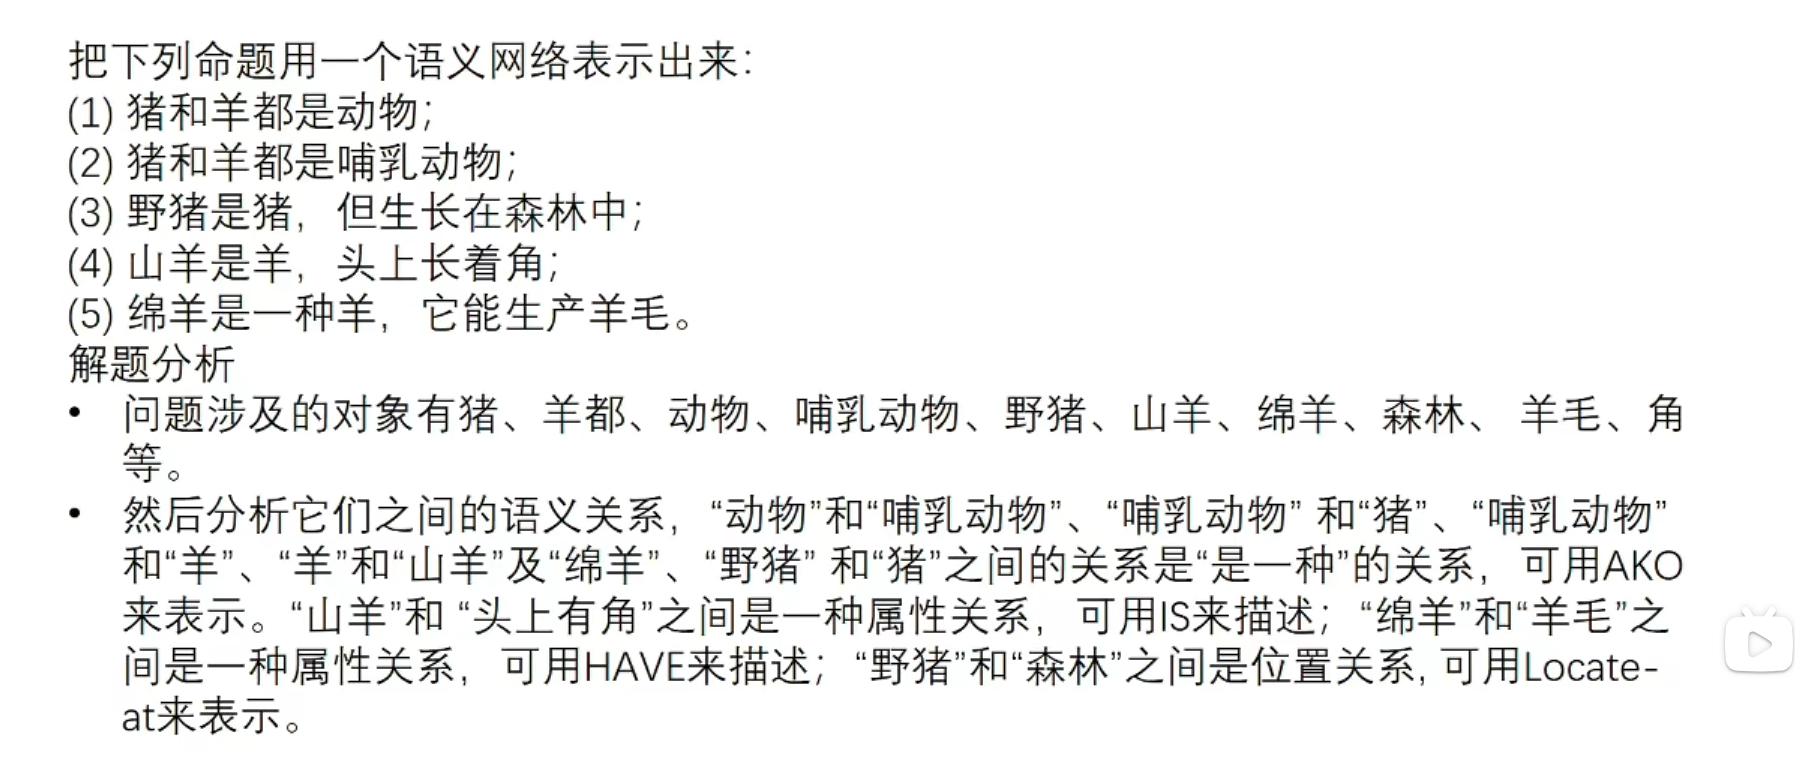 把下列命题用一个语义网络表示出来：
(1) 猪和羊都是动物；
(2) 猪和羊都是哺乳动物；
(3) 野猪是猪，但生长在森林中；
(4) 山羊是羊，头上长着角；
(5) 绵羊是一种羊，它能生产羊毛。
解题分析
• 问题涉及的对象有猪、羊都、动物、哺乳动物、野猪、山羊、绵羊、森林、 羊毛、角
等。
• 然后分析它们之间的语义关系，“动物”和“哺乳动物”、“哺乳动物” 和“猪”、“哺乳动物”
和“羊”、“羊”和“山羊”及“绵羊”、“野猪” 和“猪”之间的关系是“是一种”的关系，可用AKO
来表示。“山羊”和 “头上有角”之间是一种属性关系，可用IS来描述；“绵羊”和“羊毛”之
间是一种属性关系，可用HAVE来描述；“野猪”和“森林”之间是位置关系, 可用Locate-
at来表示。